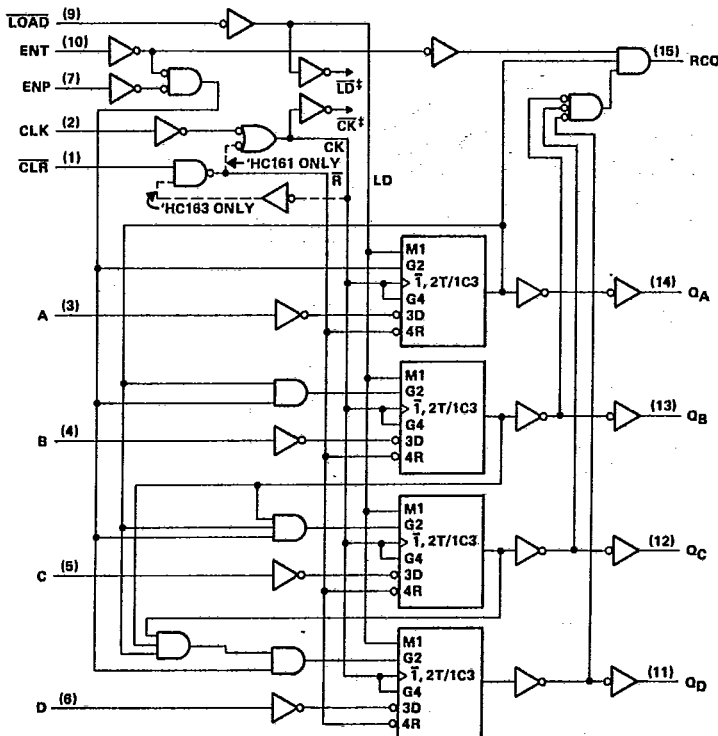 LOAD (9)
ENT (10)
ENP (7)
CLK (2)
CLR (1)
(15) RCO
LD‡
CK‡
CK
'HC161 ONLY
R
LD
'HC163 ONLY
M1
G2
1, 2T/1C3
G4
3D
4R
(14) QA
A (3)
M1
G2
1, 2T/1C3
G4
3D
4R
(13) QB
B (4)
M1
G2
1, 2T/1C3
G4
3D
4R
(12) QC
C (5)
M1
G2
1, 2T/1C3
G4
3D
4R
(11) QD
D (6)